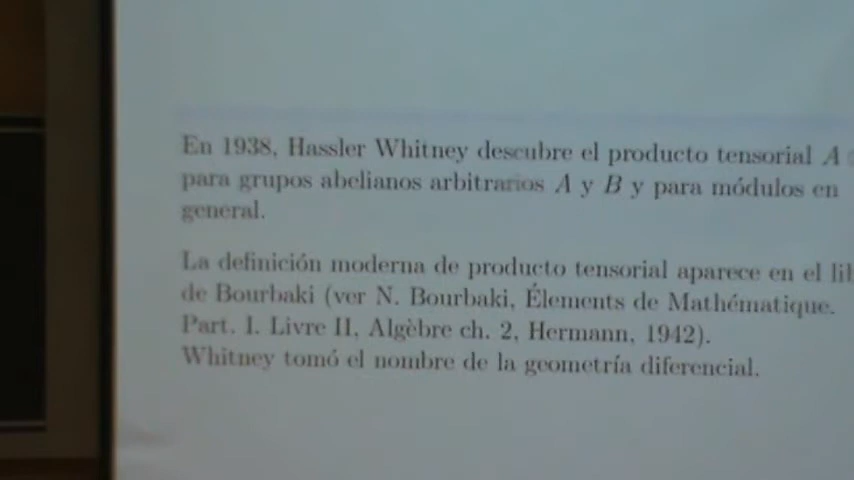 En 1938, Hassler Whitney descubre el producto tensorial A
para grupos abelianos arbitrarios A y B y para módulos en
general.
La definición moderna de producto tensorial aparece en el
de Bourbaki (ver N. Bourbaki, Élements de Mathématique.
Part. I. Livre II, Algèbre ch. 2, Hermann, 1942).
Whitney tomó el nombre de la geometría diferencial.